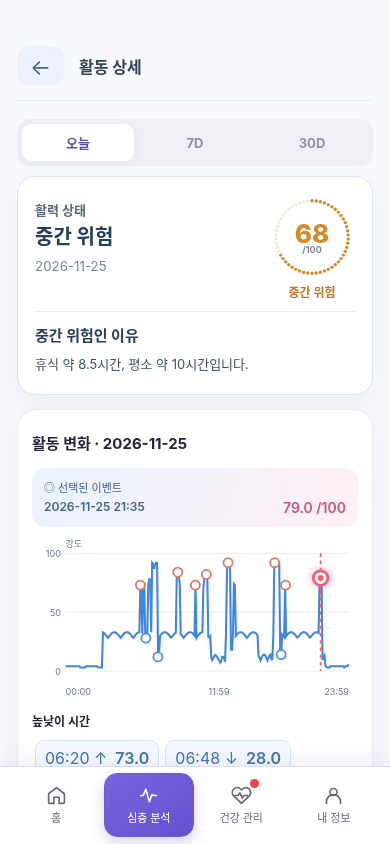 활동 상세
오늘 7D 30D
활력 상태
중간 위험
2026-11-25
68
/100
중간 위험
중간 위험인 이유
휴식 약 8.5시간, 평소 약 10시간입니다.
활동 변화 · 2026-11-25
◎ 선택된 이벤트
2026-11-25 21:35
79.0 /100
강도
100
50
0
00:00 11:59 23:59
높낮이 시간
06:20 ↑ 73.0 06:48 ↓ 28.0
홈 심층 분석 건강 관리 내 정보